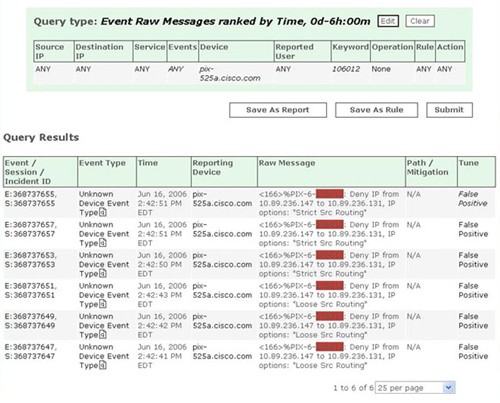 Query type: Event Raw Messages ranked by Time, 0d-6h:00m Edit Clear
Source IP Destination IP Service Events Device Reported User Keyword Operation Rule Action
ANY ANY ANY ANY pix-525a.cisco.com ANY 106012 None ANY ANY
Save As Report Save As Rule Submit
Query Results
Event / Session / Incident ID Event Type Time Reporting Device Raw Message Path / Mitigation Tune
E:368737655, Unknown Jun 16, 2006 pix- <166>%PIX-6- : Deny IP from N/A False
S:368737655 Device Event 2:42:51 PM 525a.cisco.com 10.89.236.147 to 10.89.236.131, IP Positive
Type q EDT options: "Strict Src Routing"
E:368737657, Unknown Jun 16, 2006 pix- <166>%PIX-6- : Deny IP from N/A False
S:368737657 Device Event 2:42:51 PM 525a.cisco.com 10.89.236.147 to 10.89.236.131, IP Positive
Type q EDT options: "Strict Src Routing"
E:368737653, Unknown Jun 16, 2006 pix- <166>%PIX-6- : Deny IP from N/A False
S:368737653 Device Event 2:42:50 PM 525a.cisco.com 10.89.236.147 to 10.89.236.131, IP Positive
Type q EDT options: "Strict Src Routing"
E:368737651, Unknown Jun 16, 2006 pix- <166>%PIX-6- : Deny IP from N/A False
S:368737651 Device Event 2:42:43 PM 525a.cisco.com 10.89.236.147 to 10.89.236.131, IP Positive
Type q EDT options: "Loose Src Routing"
E:368737649, Unknown Jun 16, 2006 pix- <166>%PIX-6- : Deny IP from N/A False
S:368737649 Device Event 2:42:42 PM 525a.cisco.com 10.89.236.147 to 10.89.236.131, IP Positive
Type q EDT options: "Loose Src Routing"
E:368737647, Unknown Jun 16, 2006 pix- <166>%PIX-6- : Deny IP from N/A False
S:368737647 Device Event 2:42:41 PM 525a.cisco.com 10.89.236.147 to 10.89.236.131, IP Positive
Type q EDT options: "Loose Src Routing"
1 to 6 of 6 25 per page